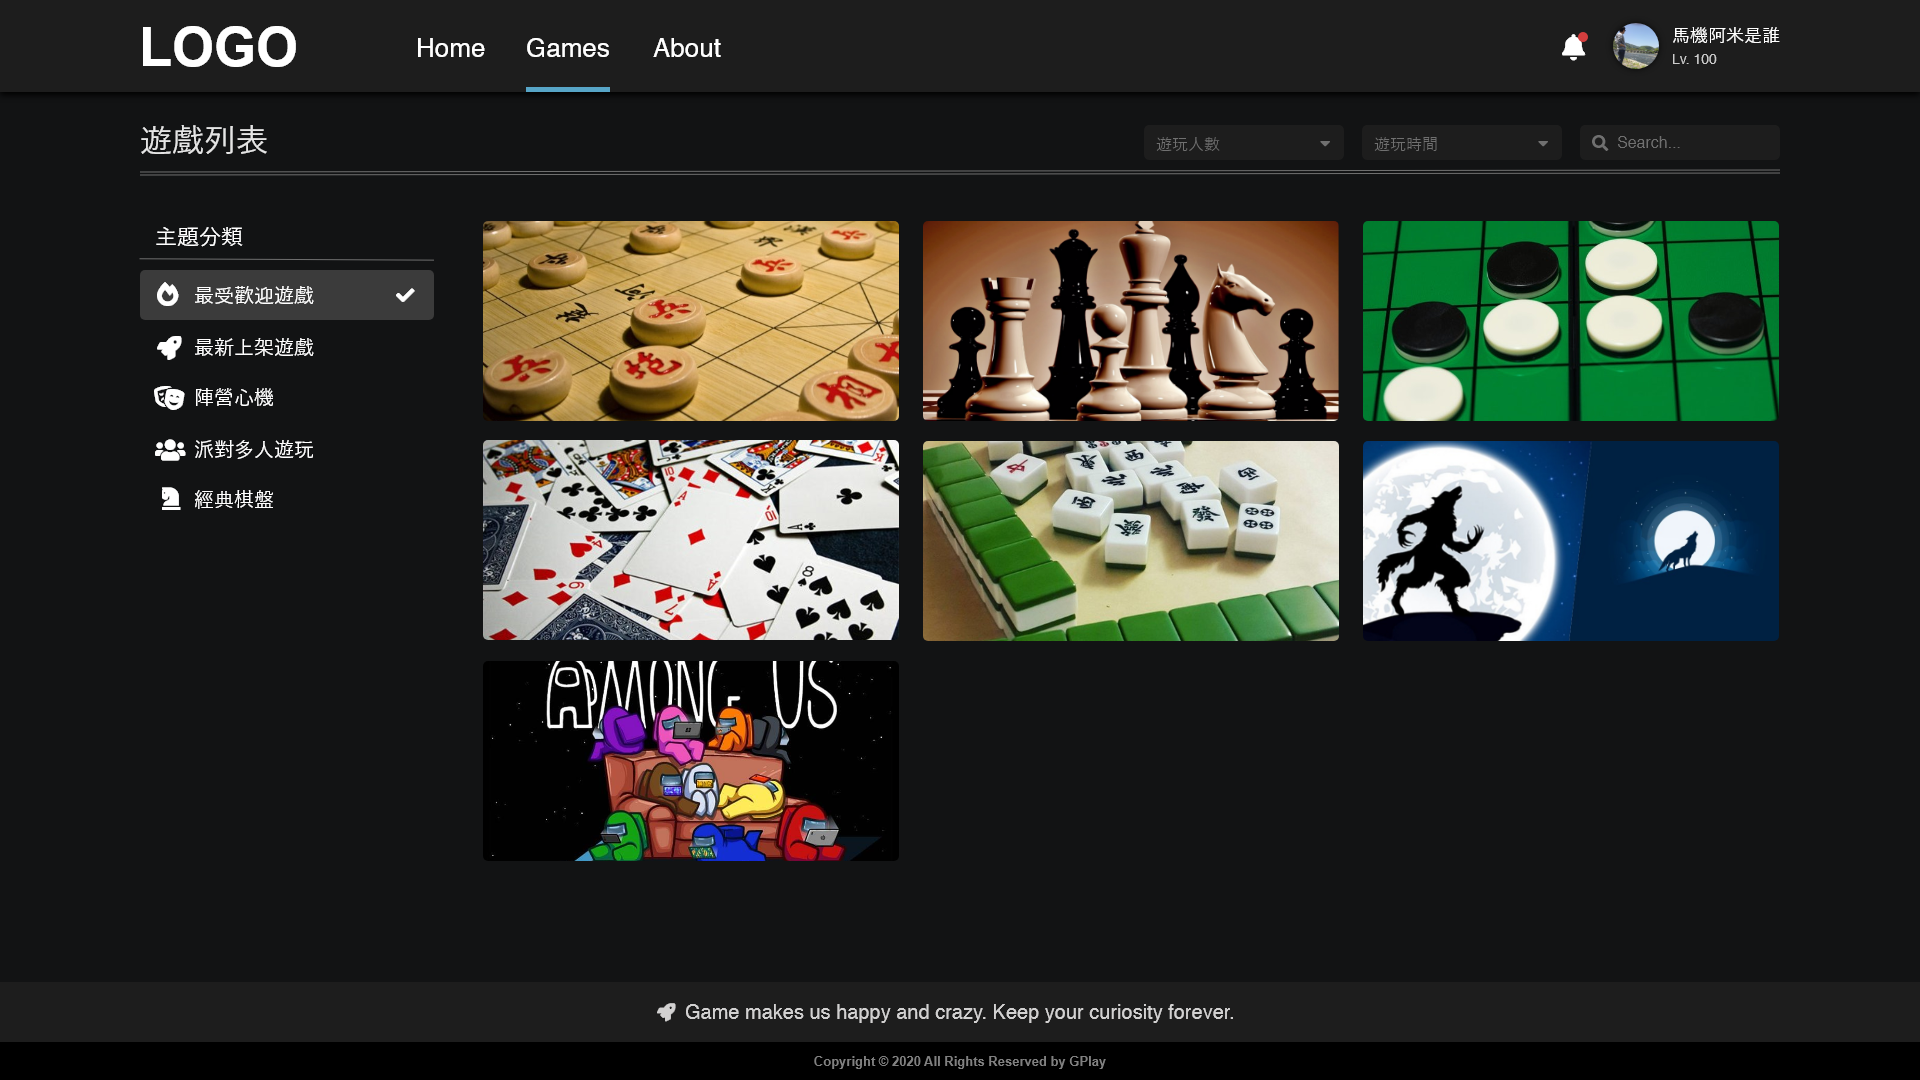 LOGO
Home
Games
About
馬機阿米是誰
Lv. 100
遊戲列表
遊玩人數
遊玩時間
Search...
主題分類
最受歡迎遊戲
最新上架遊戲
陣營心機
派對多人遊玩
經典棋盤
AMONG US
Game makes us happy and crazy. Keep your curiosity forever.
Copyright © 2020 All Rights Reserved by GPlay